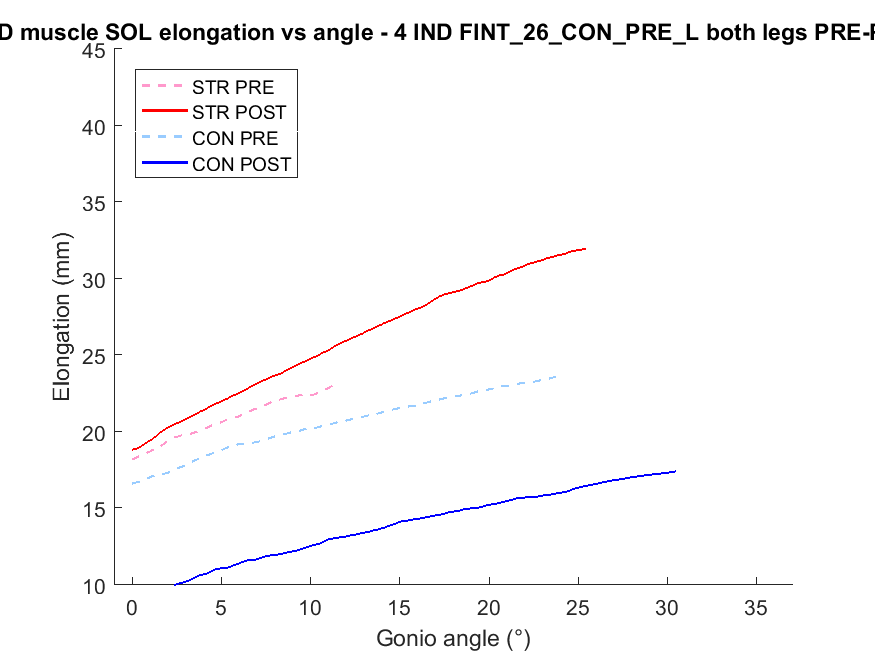 D muscle SOL elongation vs angle - 4 IND FINT_26_CON_PRE_L both legs PRE-P
45
40
35
30
25
20
15
10
Elongation (mm)
STR PRE
STR POST
CON PRE
CON POST
0 5 10 15 20 25 30 35
Gonio angle (°)